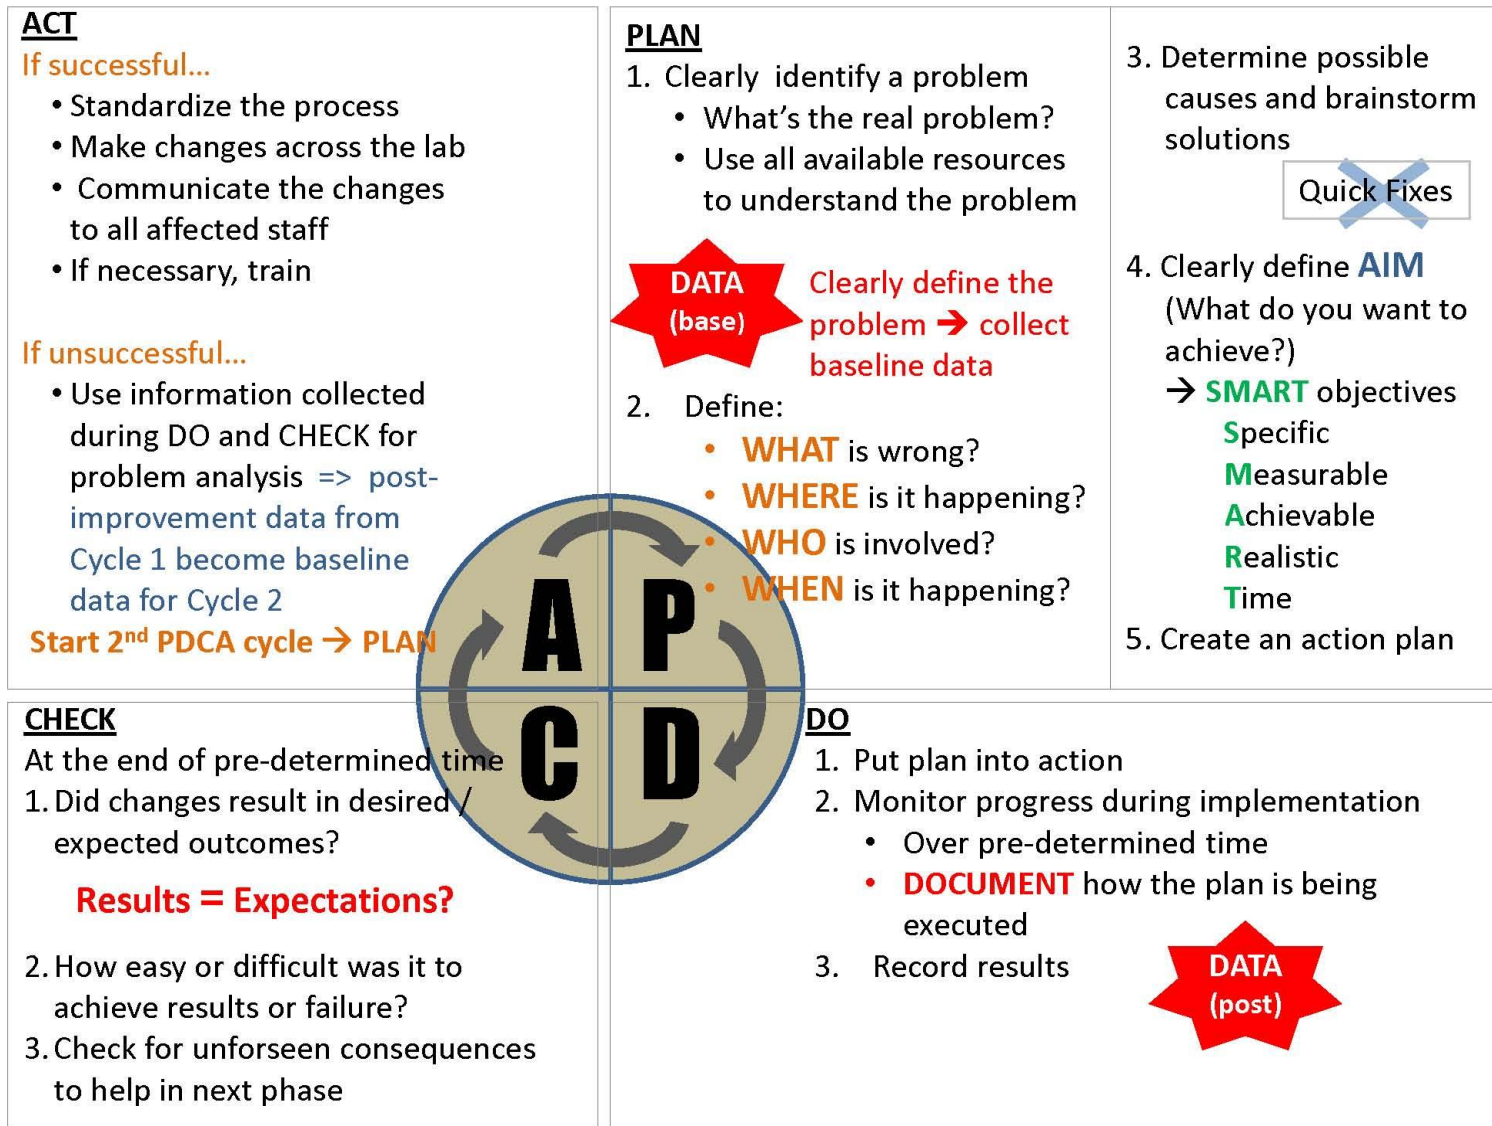 ACT
If successful...
• Standardize the process
• Make changes across the lab
• Communicate the changes
to all affected staff
• If necessary, train
If unsuccessful...
• Use information collected
during DO and CHECK for
problem analysis => post-
improvement data from
Cycle 1 become baseline
data for Cycle 2
Start 2nd PDCA cycle → PLAN
PLAN
1. Clearly identify a problem
• What's the real problem?
• Use all available resources
to understand the problem
DATA
(base)
Clearly define the
problem → collect
baseline data
2. Define:
• WHAT is wrong?
• WHERE is it happening?
• WHO is involved?
• WHEN is it happening?
3. Determine possible
causes and brainstorm
solutions
Quick Fixes
4. Clearly define AIM
(What do you want to
achieve?)
→ SMART objectives
Specific
Measurable
Achievable
Realistic
Time
5. Create an action plan
A P
C D
CHECK
At the end of pre-determined time
1. Did changes result in desired /
expected outcomes?
Results = Expectations?
2. How easy or difficult was it to
achieve results or failure?
3. Check for unforseen consequences
to help in next phase
DO
1. Put plan into action
2. Monitor progress during implementation
• Over pre-determined time
• DOCUMENT how the plan is being
executed
3. Record results
DATA
(post)